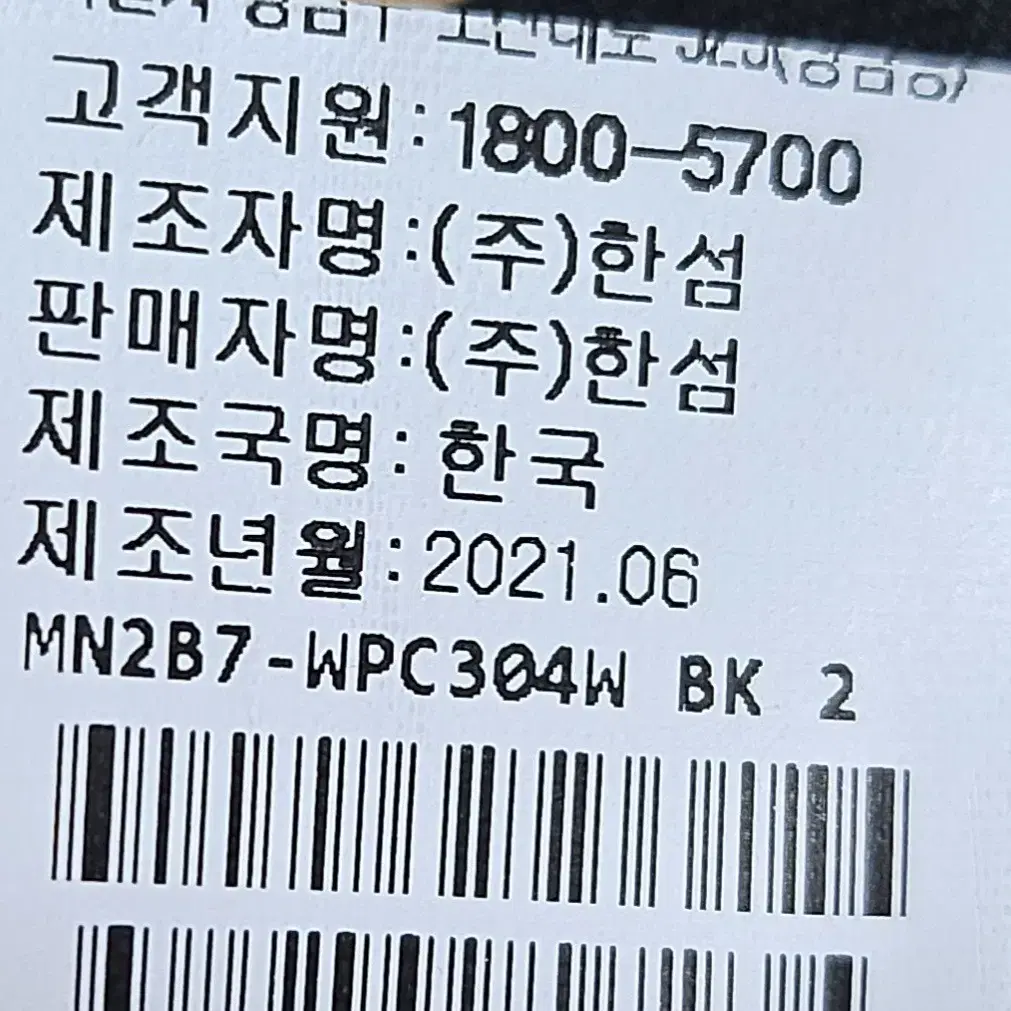 고객지원:1800-5700
제조자명:(주)한섬
판매자명:(주)한섬
제조국명: 한국
제조년월:2021.06
MN2B7-WPC304W BK 2